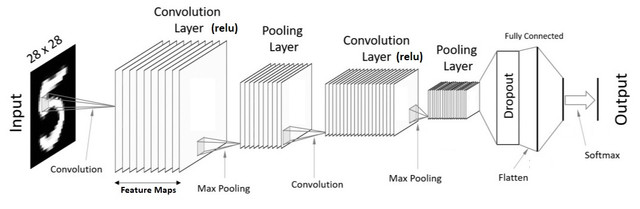 Convolution
Layer (relu)
Pooling
Layer
Convolution
Layer (relu)
Pooling
Layer
Fully Connected
28 x 28
Input
5
Dropout
Output
Convolution
Feature Maps
Max Pooling
Convolution
Max Pooling
Flatten
Softmax